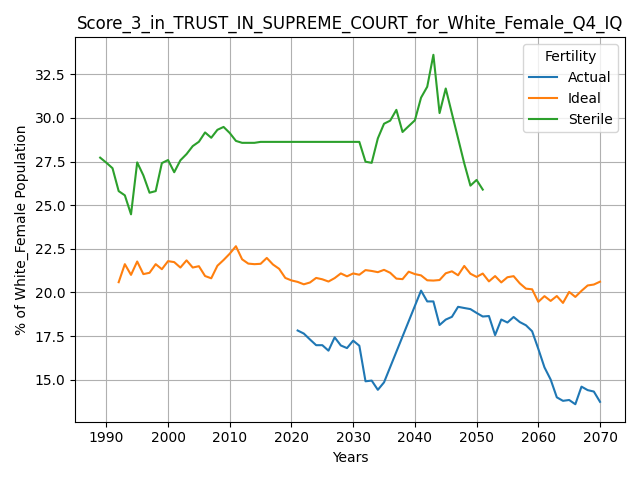 Score_3_in_TRUST_IN_SUPREME_COURT_for_White_Female_Q4_IQ
Fertility
Actual
Ideal
Sterile
% of White_Female Population
32.5
30.0
27.5
25.0
22.5
20.0
17.5
15.0
1990 2000 2010 2020 2030 2040 2050 2060 2070
Years